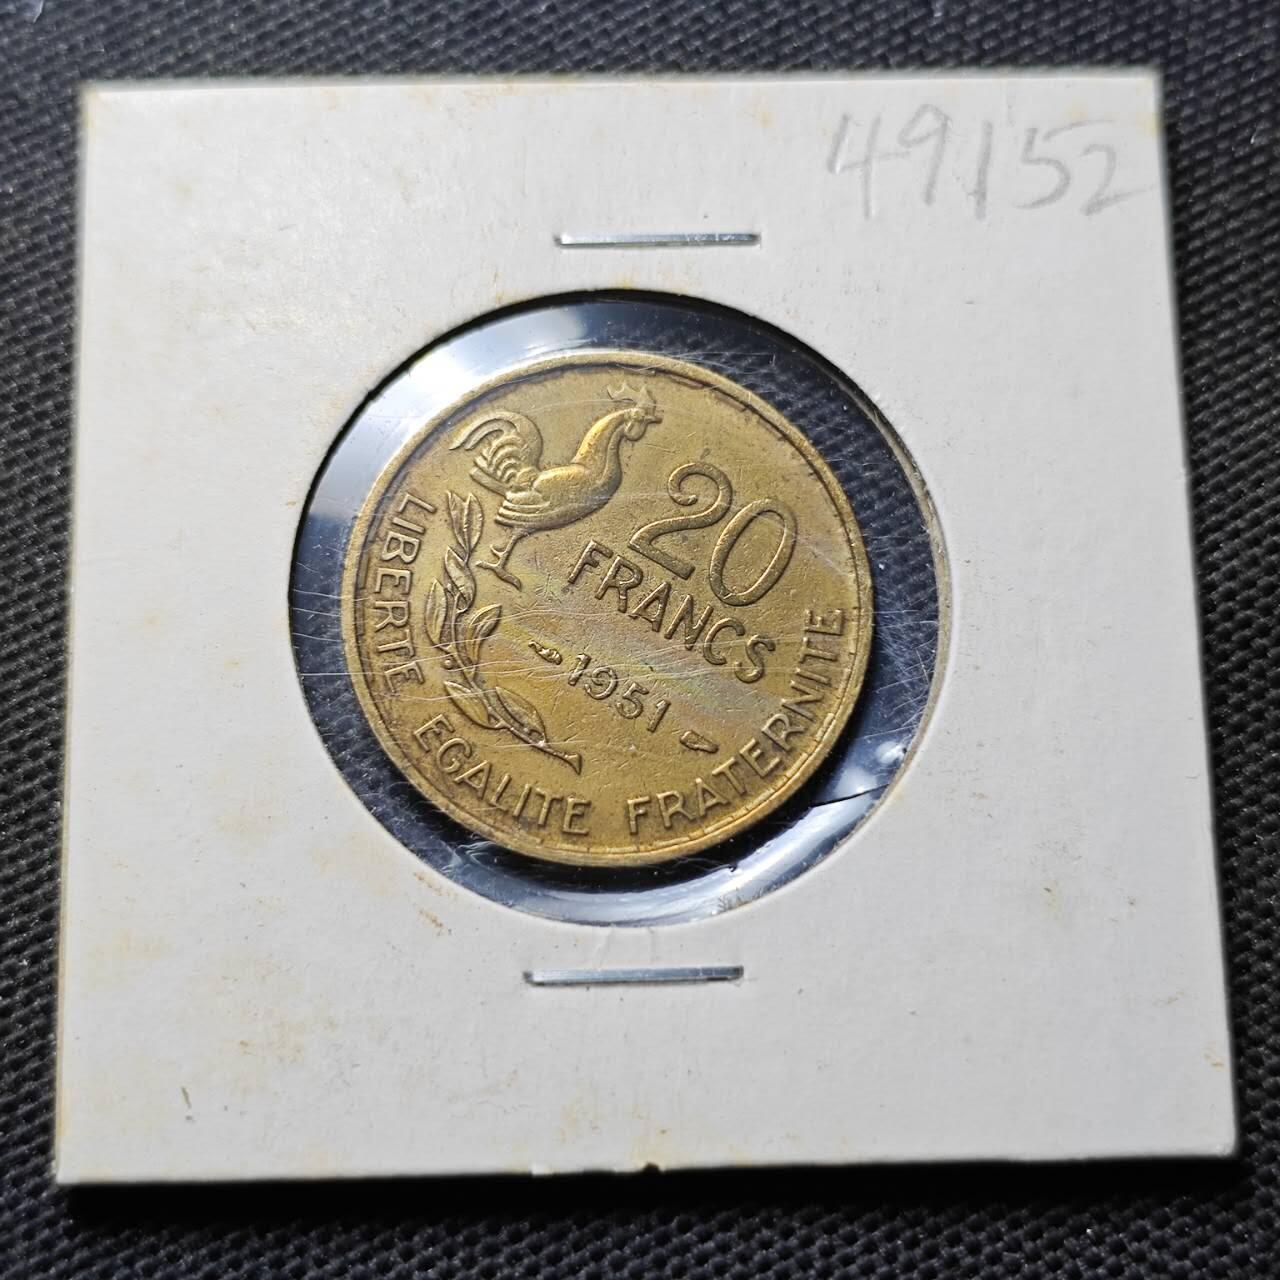 49152
20
FRANCS
1951
LIBERTE EGALITE FRATERNITE